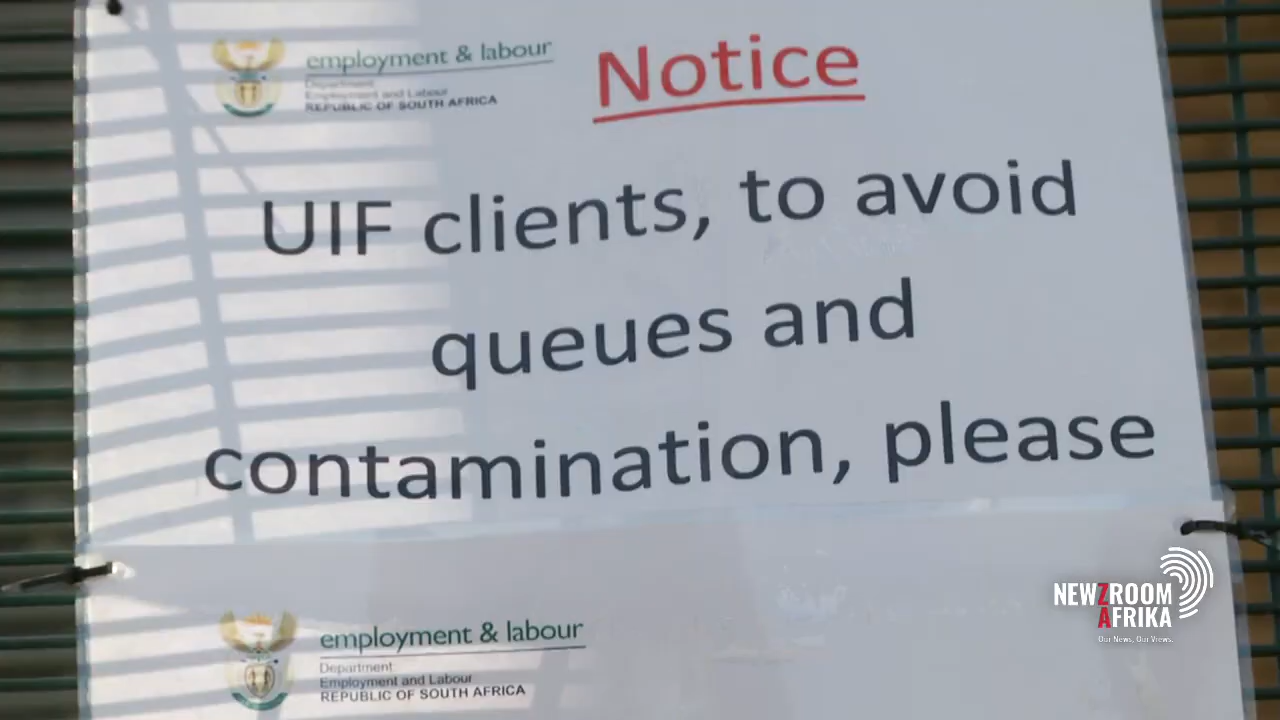 employment & labour
Department:
Employment and Labour
REPUBLIC OF SOUTH AFRICA
Notice
UIF clients, to avoid
queues and
contamination, please
employment & labour
Department:
Employment and Labour
REPUBLIC OF SOUTH AFRICA
NEWZROOM
AFRIKA
Our News, Our Views.